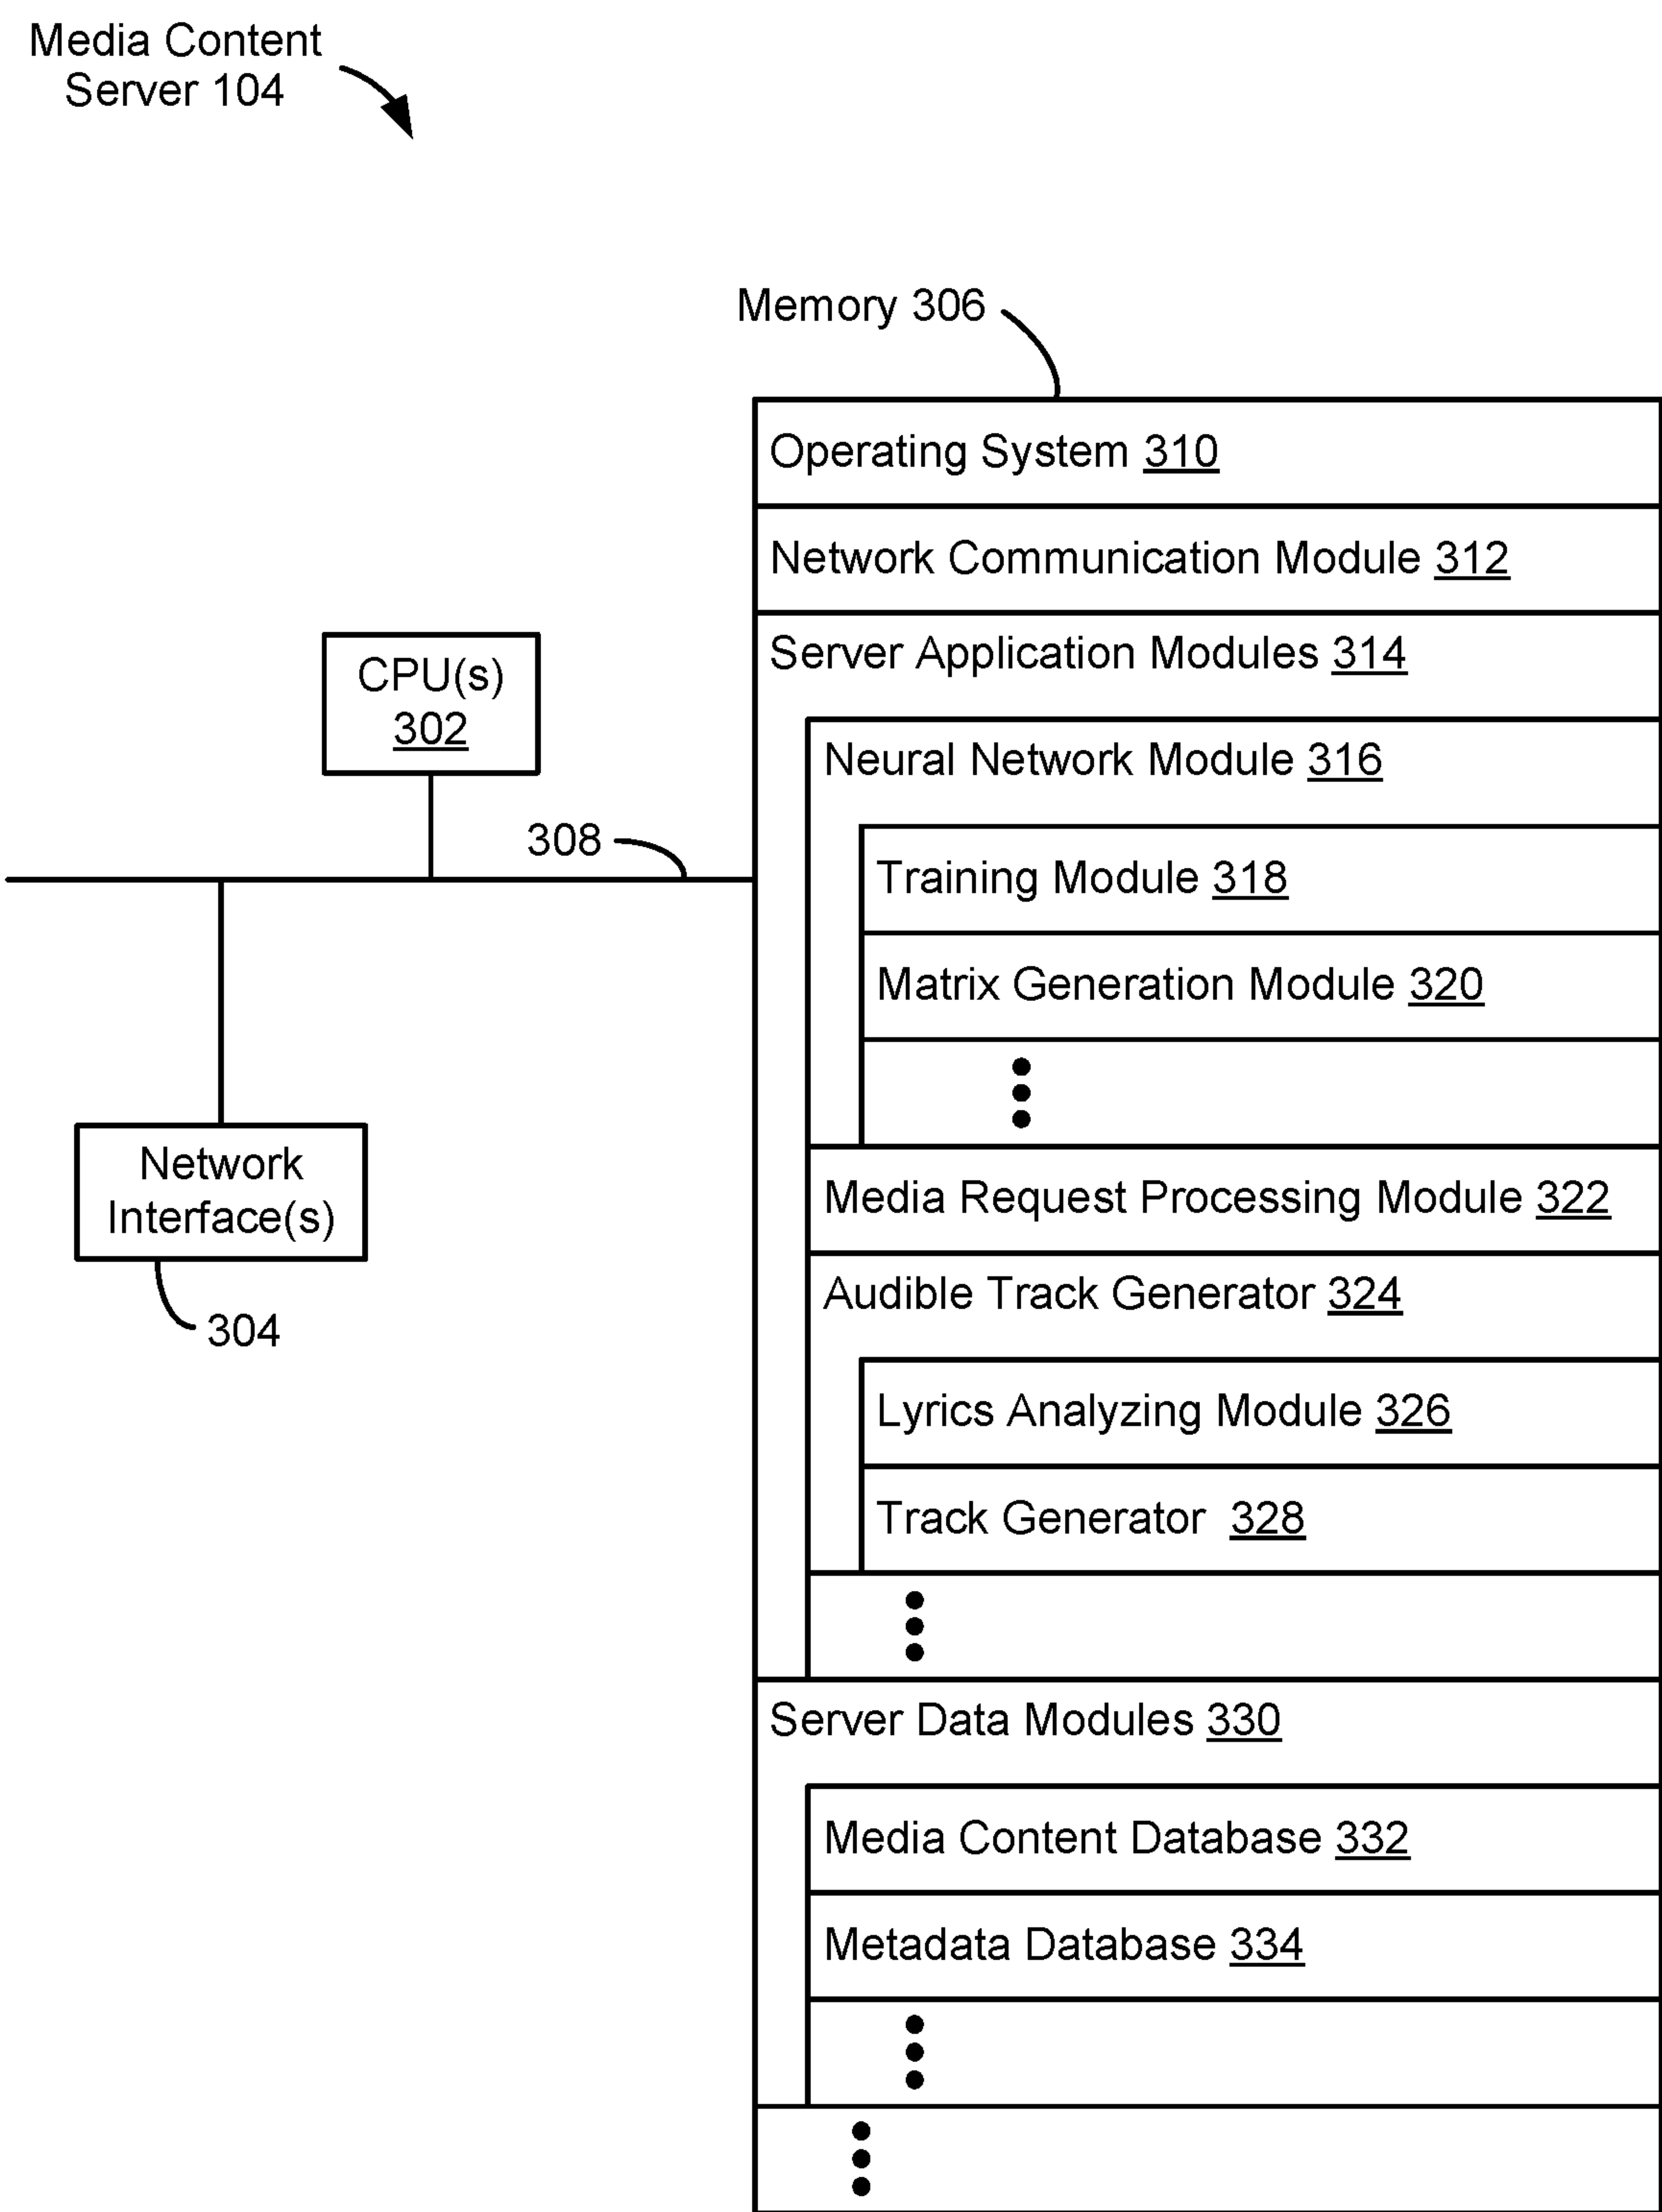 Media Content
Server 104
Memory 306
Operating System 310
Network Communication Module 312
Server Application Modules 314
CPU(s)
302
Neural Network Module 316
308
Training Module 318
Matrix Generation Module 320
Network
Interface(s)
304
Media Request Processing Module 322
Audible Track Generator 324
Lyrics Analyzing Module 326
Track Generator 328
Server Data Modules 330
Media Content Database 332
Metadata Database 334